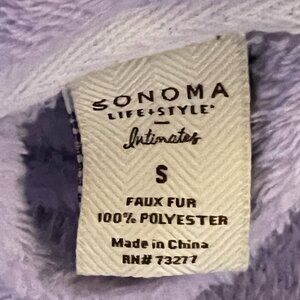 SONOMA
LIFE+STYLE®
Intimates
S
FAUX FUR
100% POLYESTER
Made in China
RN# 73277